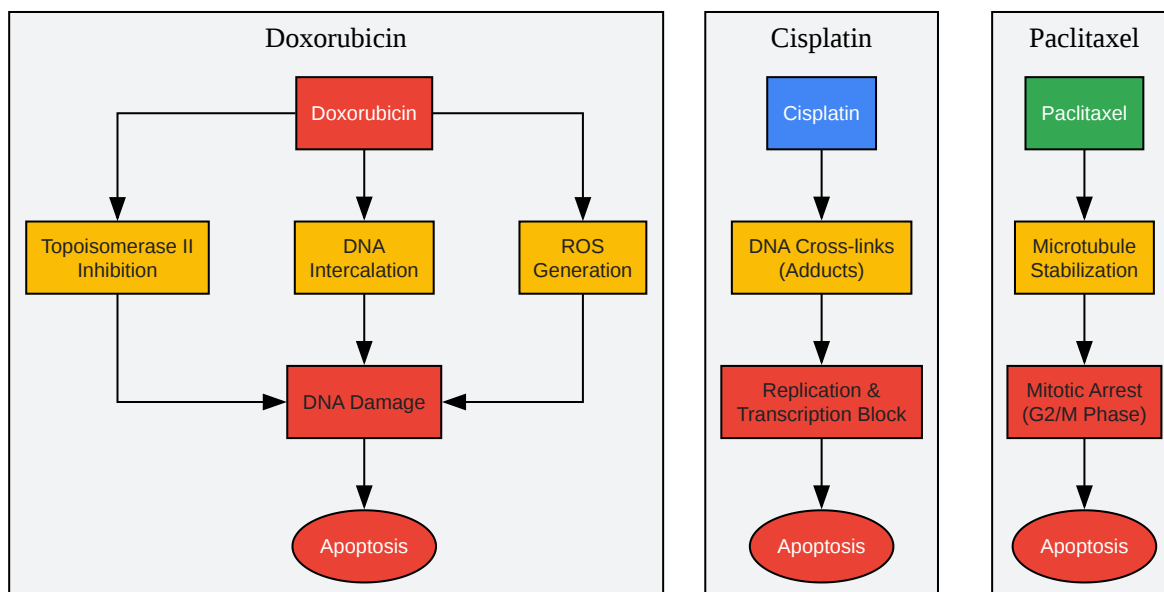 Doxorubicin
Doxorubicin
Topoisomerase II
Inhibition
DNA
Intercalation
ROS
Generation
DNA Damage
Apoptosis
Cisplatin
Cisplatin
DNA Cross-links
(Adducts)
Replication &
Transcription Block
Apoptosis
Paclitaxel
Paclitaxel
Microtubule
Stabilization
Mitotic Arrest
(G2/M Phase)
Apoptosis